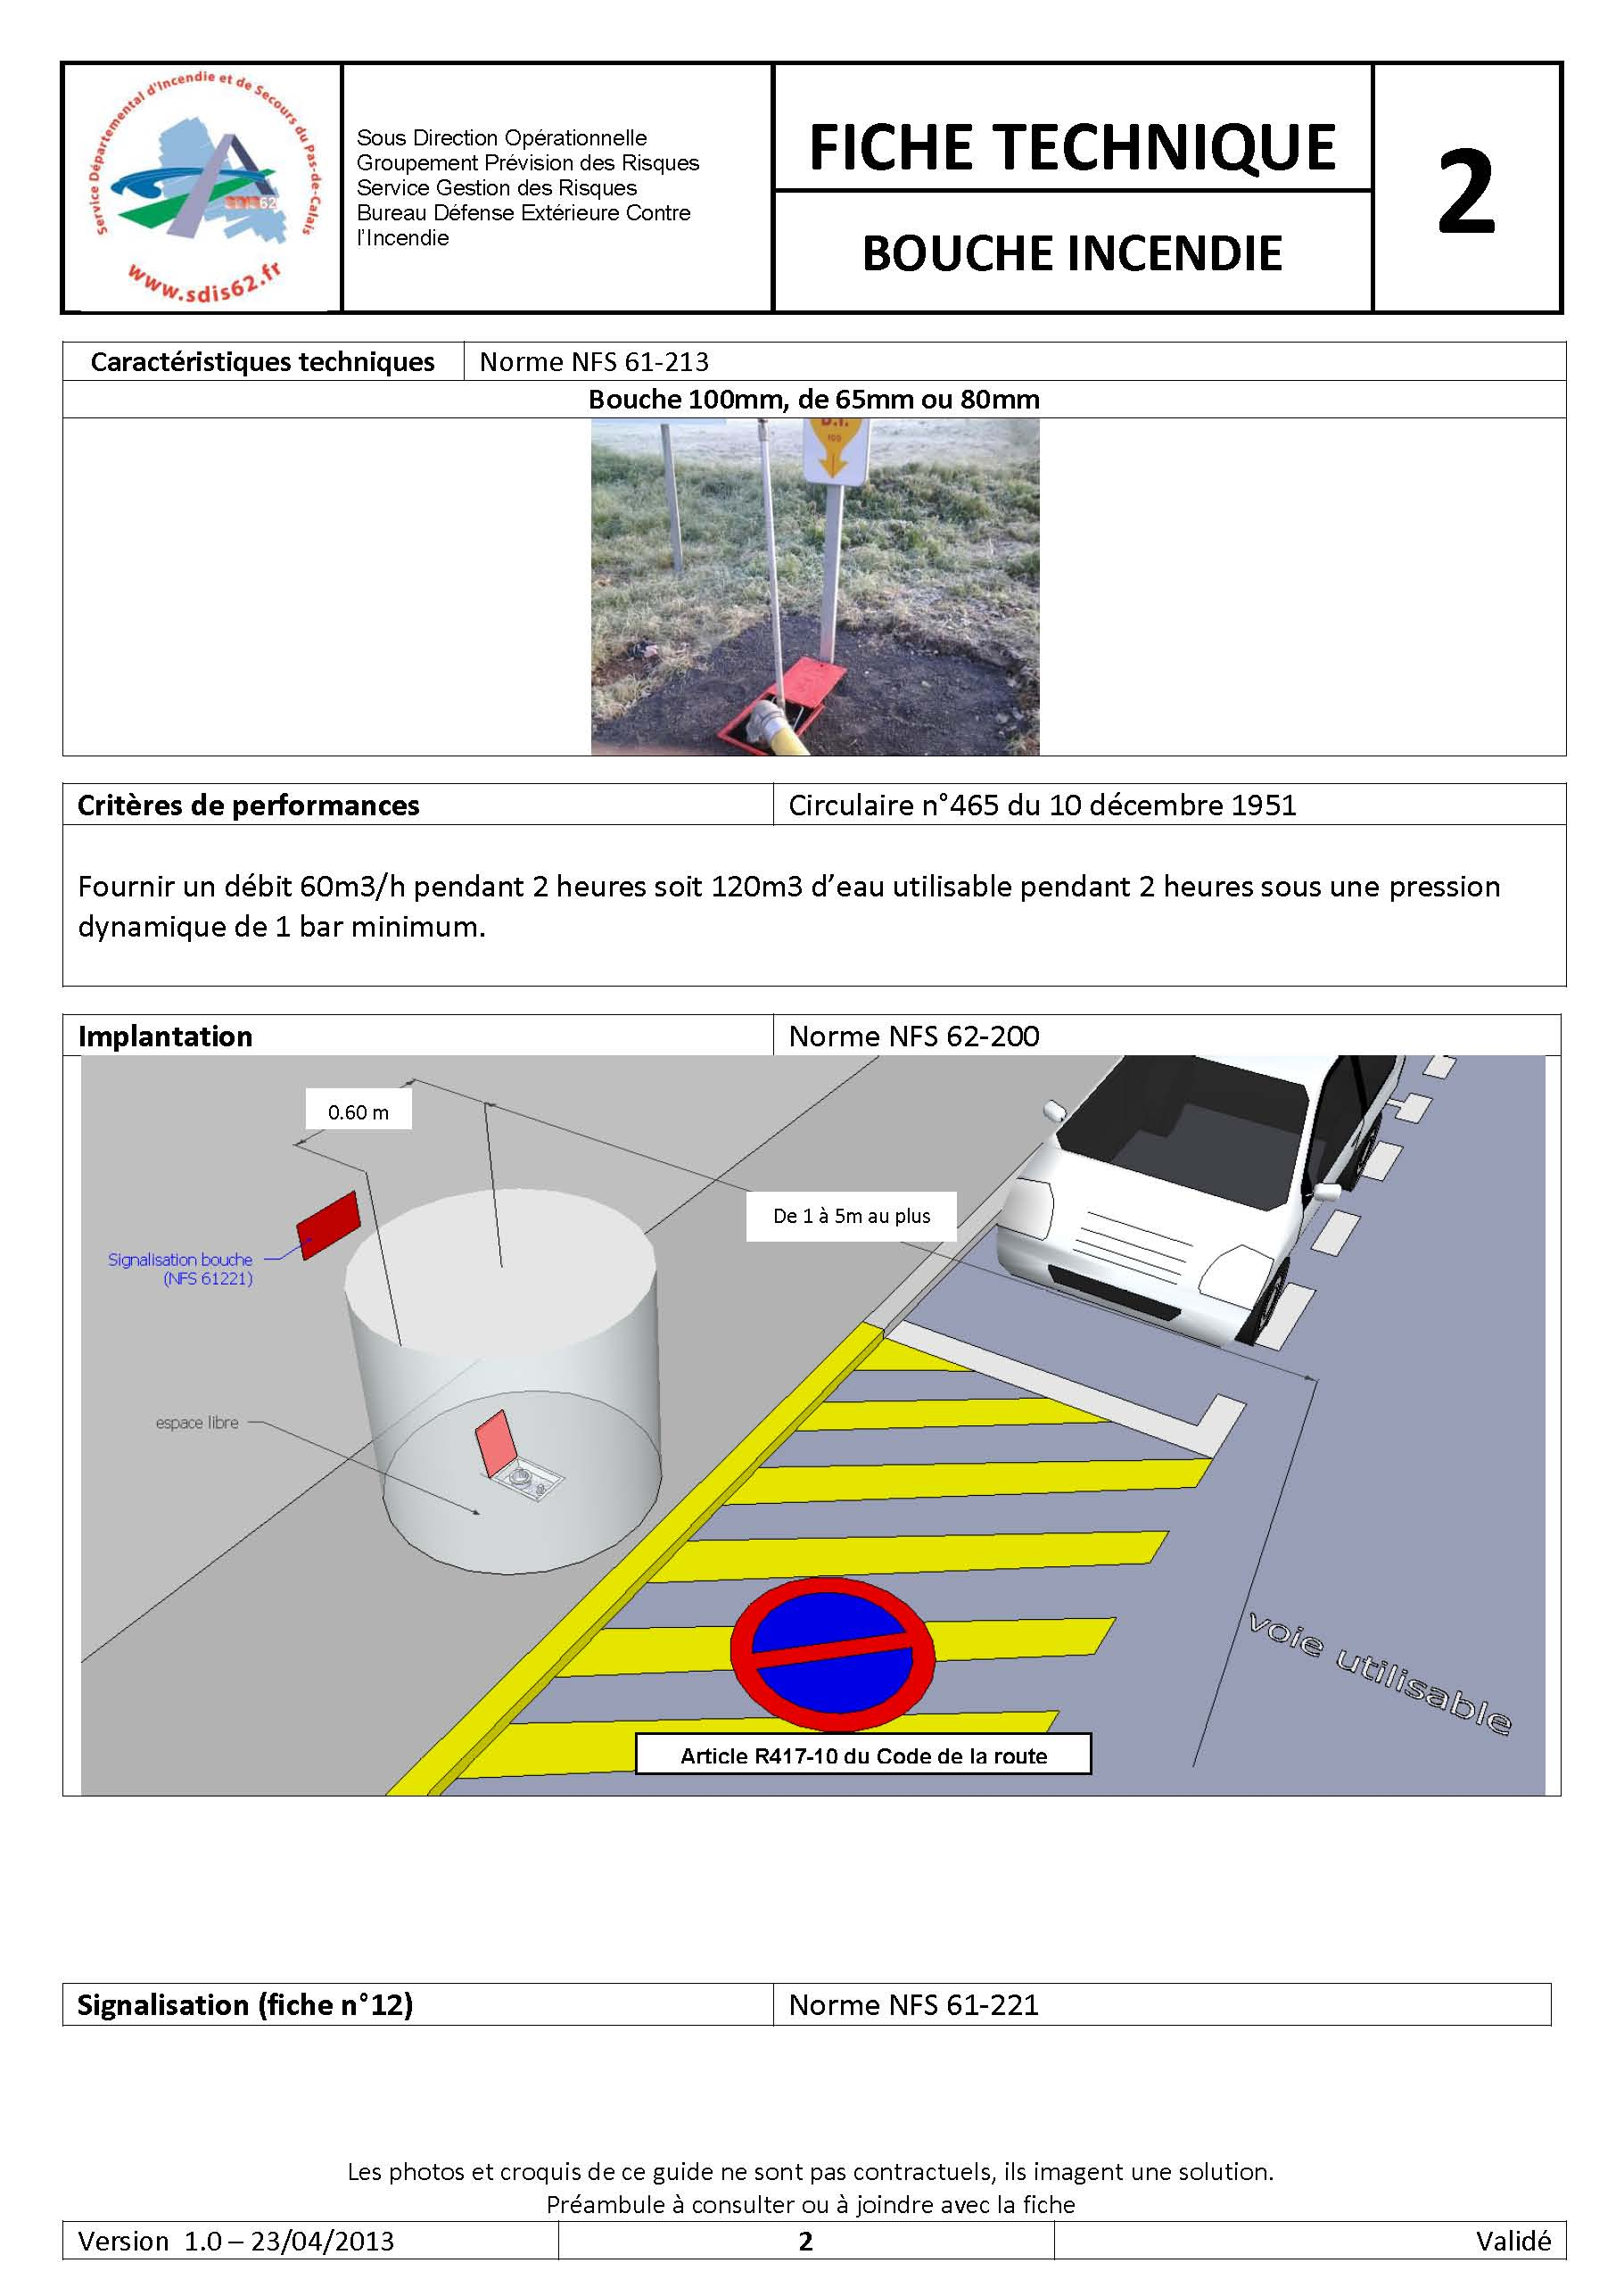 Service Départemental d'Incendie et de Secours du Pas-de-Calais
SDIS62
www.sdis62.fr
Sous Direction Opérationnelle
Groupement Prévision des Risques
Service Gestion des Risques
Bureau Défense Extérieure Contre
l'Incendie
FICHE TECHNIQUE
BOUCHE INCENDIE
2
Caractéristiques techniques Norme NFS 61-213
Bouche 100mm, de 65mm ou 80mm
B.I.
100
Critères de performances Circulaire n°465 du 10 décembre 1951
Fournir un débit 60m3/h pendant 2 heures soit 120m3 d'eau utilisable pendant 2 heures sous une pression
dynamique de 1 bar minimum.
Implantation Norme NFS 62-200
0.60 m
De 1 à 5m au plus
Signalisation bouche
(NFS 61221)
espace libre
voie utilisable
Article R417-10 du Code de la route
Signalisation (fiche n°12) Norme NFS 61-221
Les photos et croquis de ce guide ne sont pas contractuels, ils imagent une solution.
Préambule à consulter ou à joindre avec la fiche
Version 1.0 – 23/04/2013 2 Validé